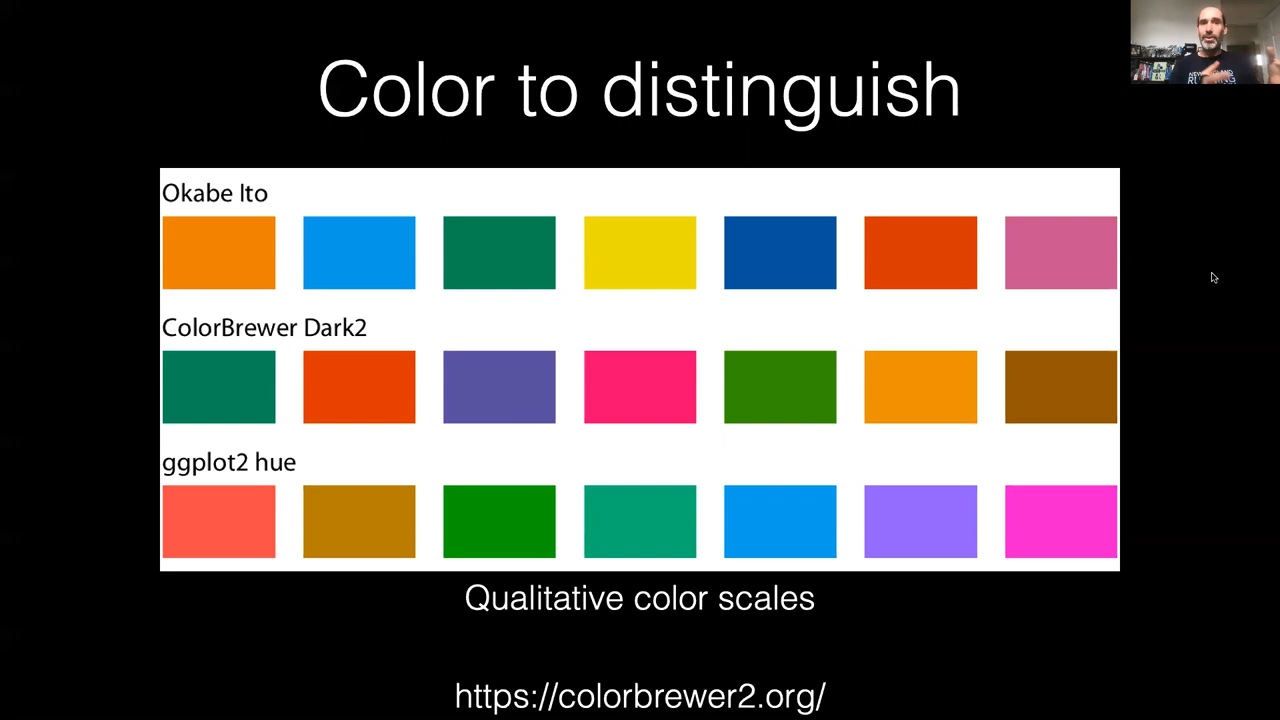 Color to distinguish
Okabe Ito
ColorBrewer Dark2
ggplot2 hue
Qualitative color scales
https://colorbrewer2.org/